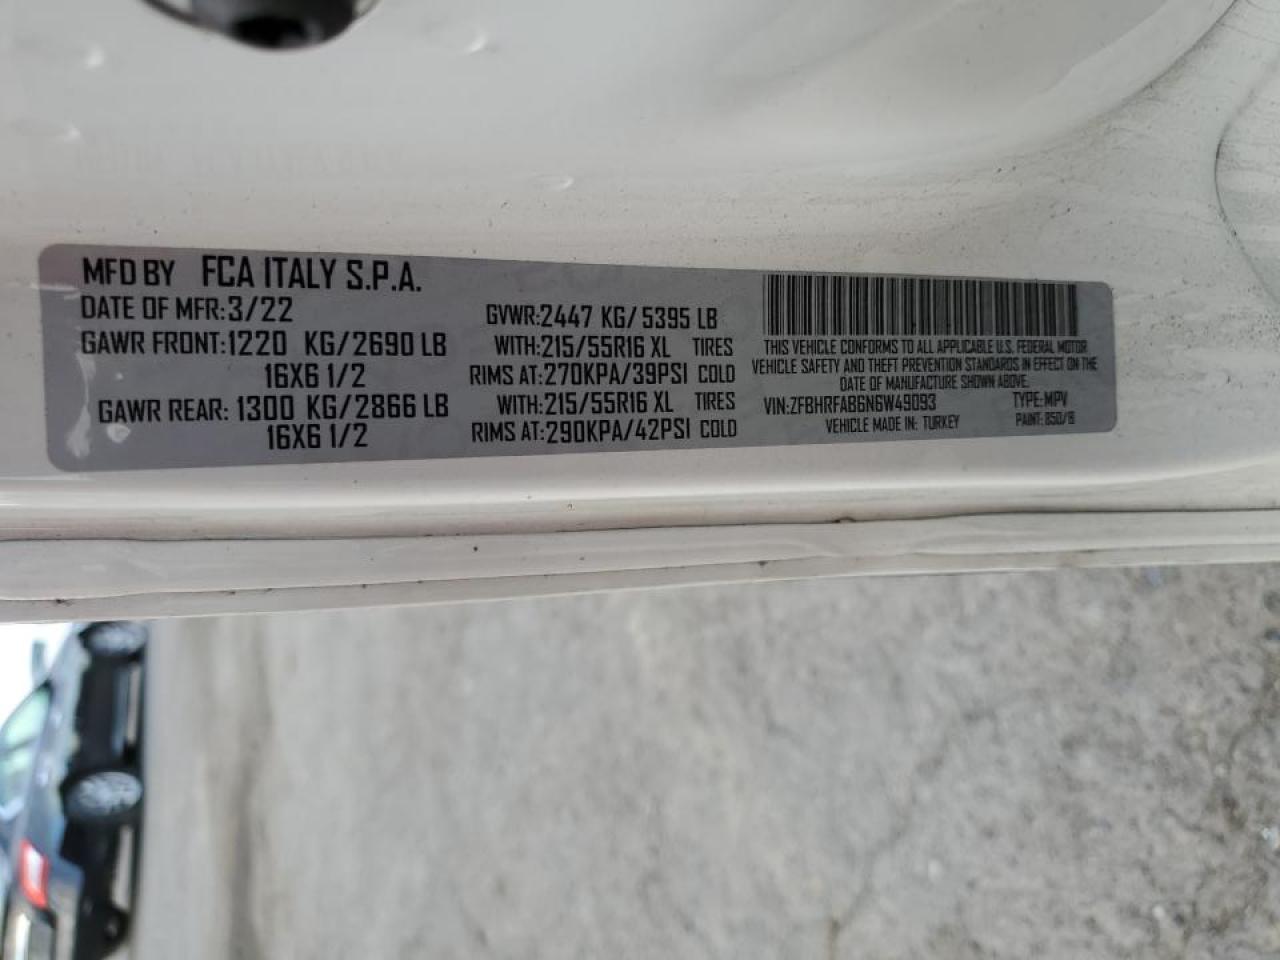 MFD BY FCA ITALY S.P.A.
DATE OF MFR:3/22
GAWR FRONT:1220 KG/2690 LB
16X6 1/2
GAWR REAR: 1300 KG/2866 LB
16X6 1/2
GVWR:2447 KG/5395 LB
WITH:215/55R16 XL TIRES
RIMS AT:270KPA/39PSI COLD
WITH:215/55R16 XL TIRES
RIMS AT:290KPA/42PSI COLD
THIS VEHICLE CONFORMS TO ALL APPLICABLE U.S. FEDERAL MOTOR
VEHICLE SAFETY AND THEFT PREVENTION STANDARDS IN EFFECT ON THE
DATE OF MANUFACTURE SHOWN ABOVE.
VIN:ZFBHRFAB6N6W49093 TYPE:MPV
VEHICLE MADE IN: TURKEY PAINT: 850/B